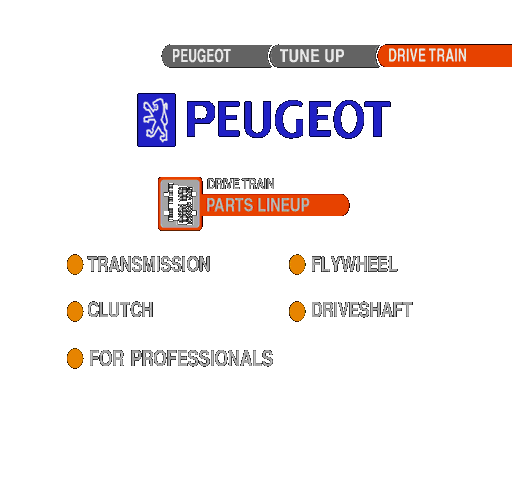 PEUGEOT TUNE UP DRIVE TRAIN
PEUGEOT
DRIVE TRAIN
PARTS LINEUP
TRANSMISSION FLYWHEEL
CLUTCH DRIVESHAFT
FOR PROFESSIONALS